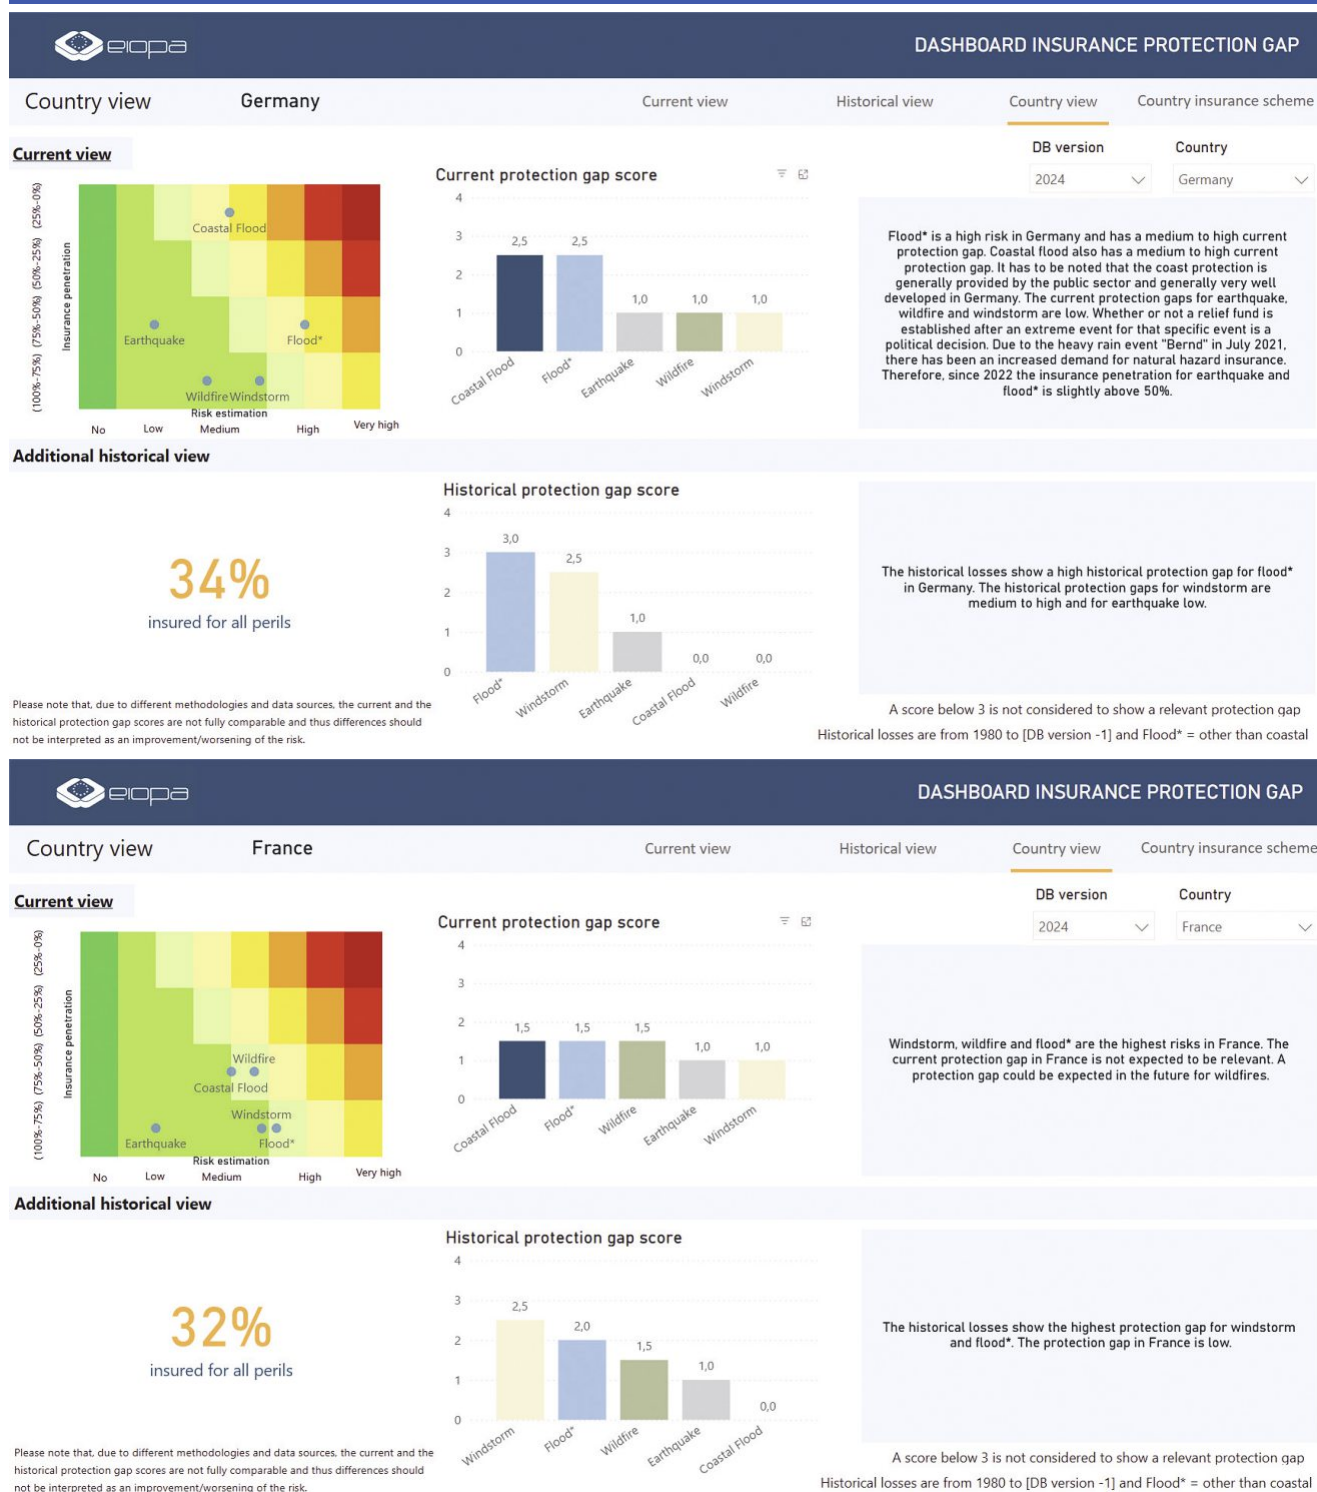 eiopa
DASHBOARD INSURANCE PROTECTION GAP
Country view
Germany
Current view
Historical view
Country view
Country insurance scheme
Current view
DB version
Country
2024
Germany
Insurance penetration
(100%-75%) (75%-50%) (50%-25%) (25%-0%)
Coastal Flood
Earthquake
Flood*
Wildfire Windstorm
Risk estimation
No
Low
Medium
High
Very high
Current protection gap score
4
3
2
1
0
2,5
2,5
1,0
1,0
1,0
Coastal Flood
Flood*
Earthquake
Wildfire
Windstorm
Flood* is a high risk in Germany and has a medium to high current
protection gap. Coastal flood also has a medium to high current
protection gap. It has to be noted that the coast protection is
generally provided by the public sector and generally very well
developed in Germany. The current protection gaps for earthquake,
wildfire and windstorm are low. Whether or not a relief fund is
established after an extreme event for that specific event is a
political decision. Due to the heavy rain event "Bernd" in July 2021,
there has been an increased demand for natural hazard insurance.
Therefore, since 2022 the insurance penetration for earthquake and
flood* is slightly above 50%.
Additional historical view
34%
insured for all perils
Historical protection gap score
4
3
2
1
0
3,0
2,5
1,0
0,0
0,0
Flood*
Windstorm
Earthquake
Coastal Flood
Wildfire
The historical losses show a high historical protection gap for flood*
in Germany. The historical protection gaps for windstorm are
medium to high and for earthquake low.
Please note that, due to different methodologies and data sources, the current and the
historical protection gap scores are not fully comparable and thus differences should
not be interpreted as an improvement/worsening of the risk.
A score below 3 is not considered to show a relevant protection gap
Historical losses are from 1980 to [DB version -1] and Flood* = other than coastal
eiopa
DASHBOARD INSURANCE PROTECTION GAP
Country view
France
Current view
Historical view
Country view
Country insurance scheme
Current view
DB version
Country
2024
France
Insurance penetration
(100%-75%) (75%-50%) (50%-25%) (25%-0%)
Wildfire
Coastal Flood
Windstorm
Earthquake
Flood*
Risk estimation
No
Low
Medium
High
Very high
Current protection gap score
4
3
2
1
0
1,5
1,5
1,5
1,0
1,0
Coastal Flood
Flood*
Wildfire
Earthquake
Windstorm
Windstorm, wildfire and flood* are the highest risks in France. The
current protection gap in France is not expected to be relevant. A
protection gap could be expected in the future for wildfires.
Additional historical view
32%
insured for all perils
Historical protection gap score
4
3
2
1
0
2,5
2,0
1,5
1,0
0,0
Windstorm
Flood*
Wildfire
Earthquake
Coastal Flood
The historical losses show the highest protection gap for windstorm
and flood*. The protection gap in France is low.
Please note that, due to different methodologies and data sources, the current and the
historical protection gap scores are not fully comparable and thus differences should
not be interpreted as an improvement/worsening of the risk.
A score below 3 is not considered to show a relevant protection gap
Historical losses are from 1980 to [DB version -1] and Flood* = other than coastal